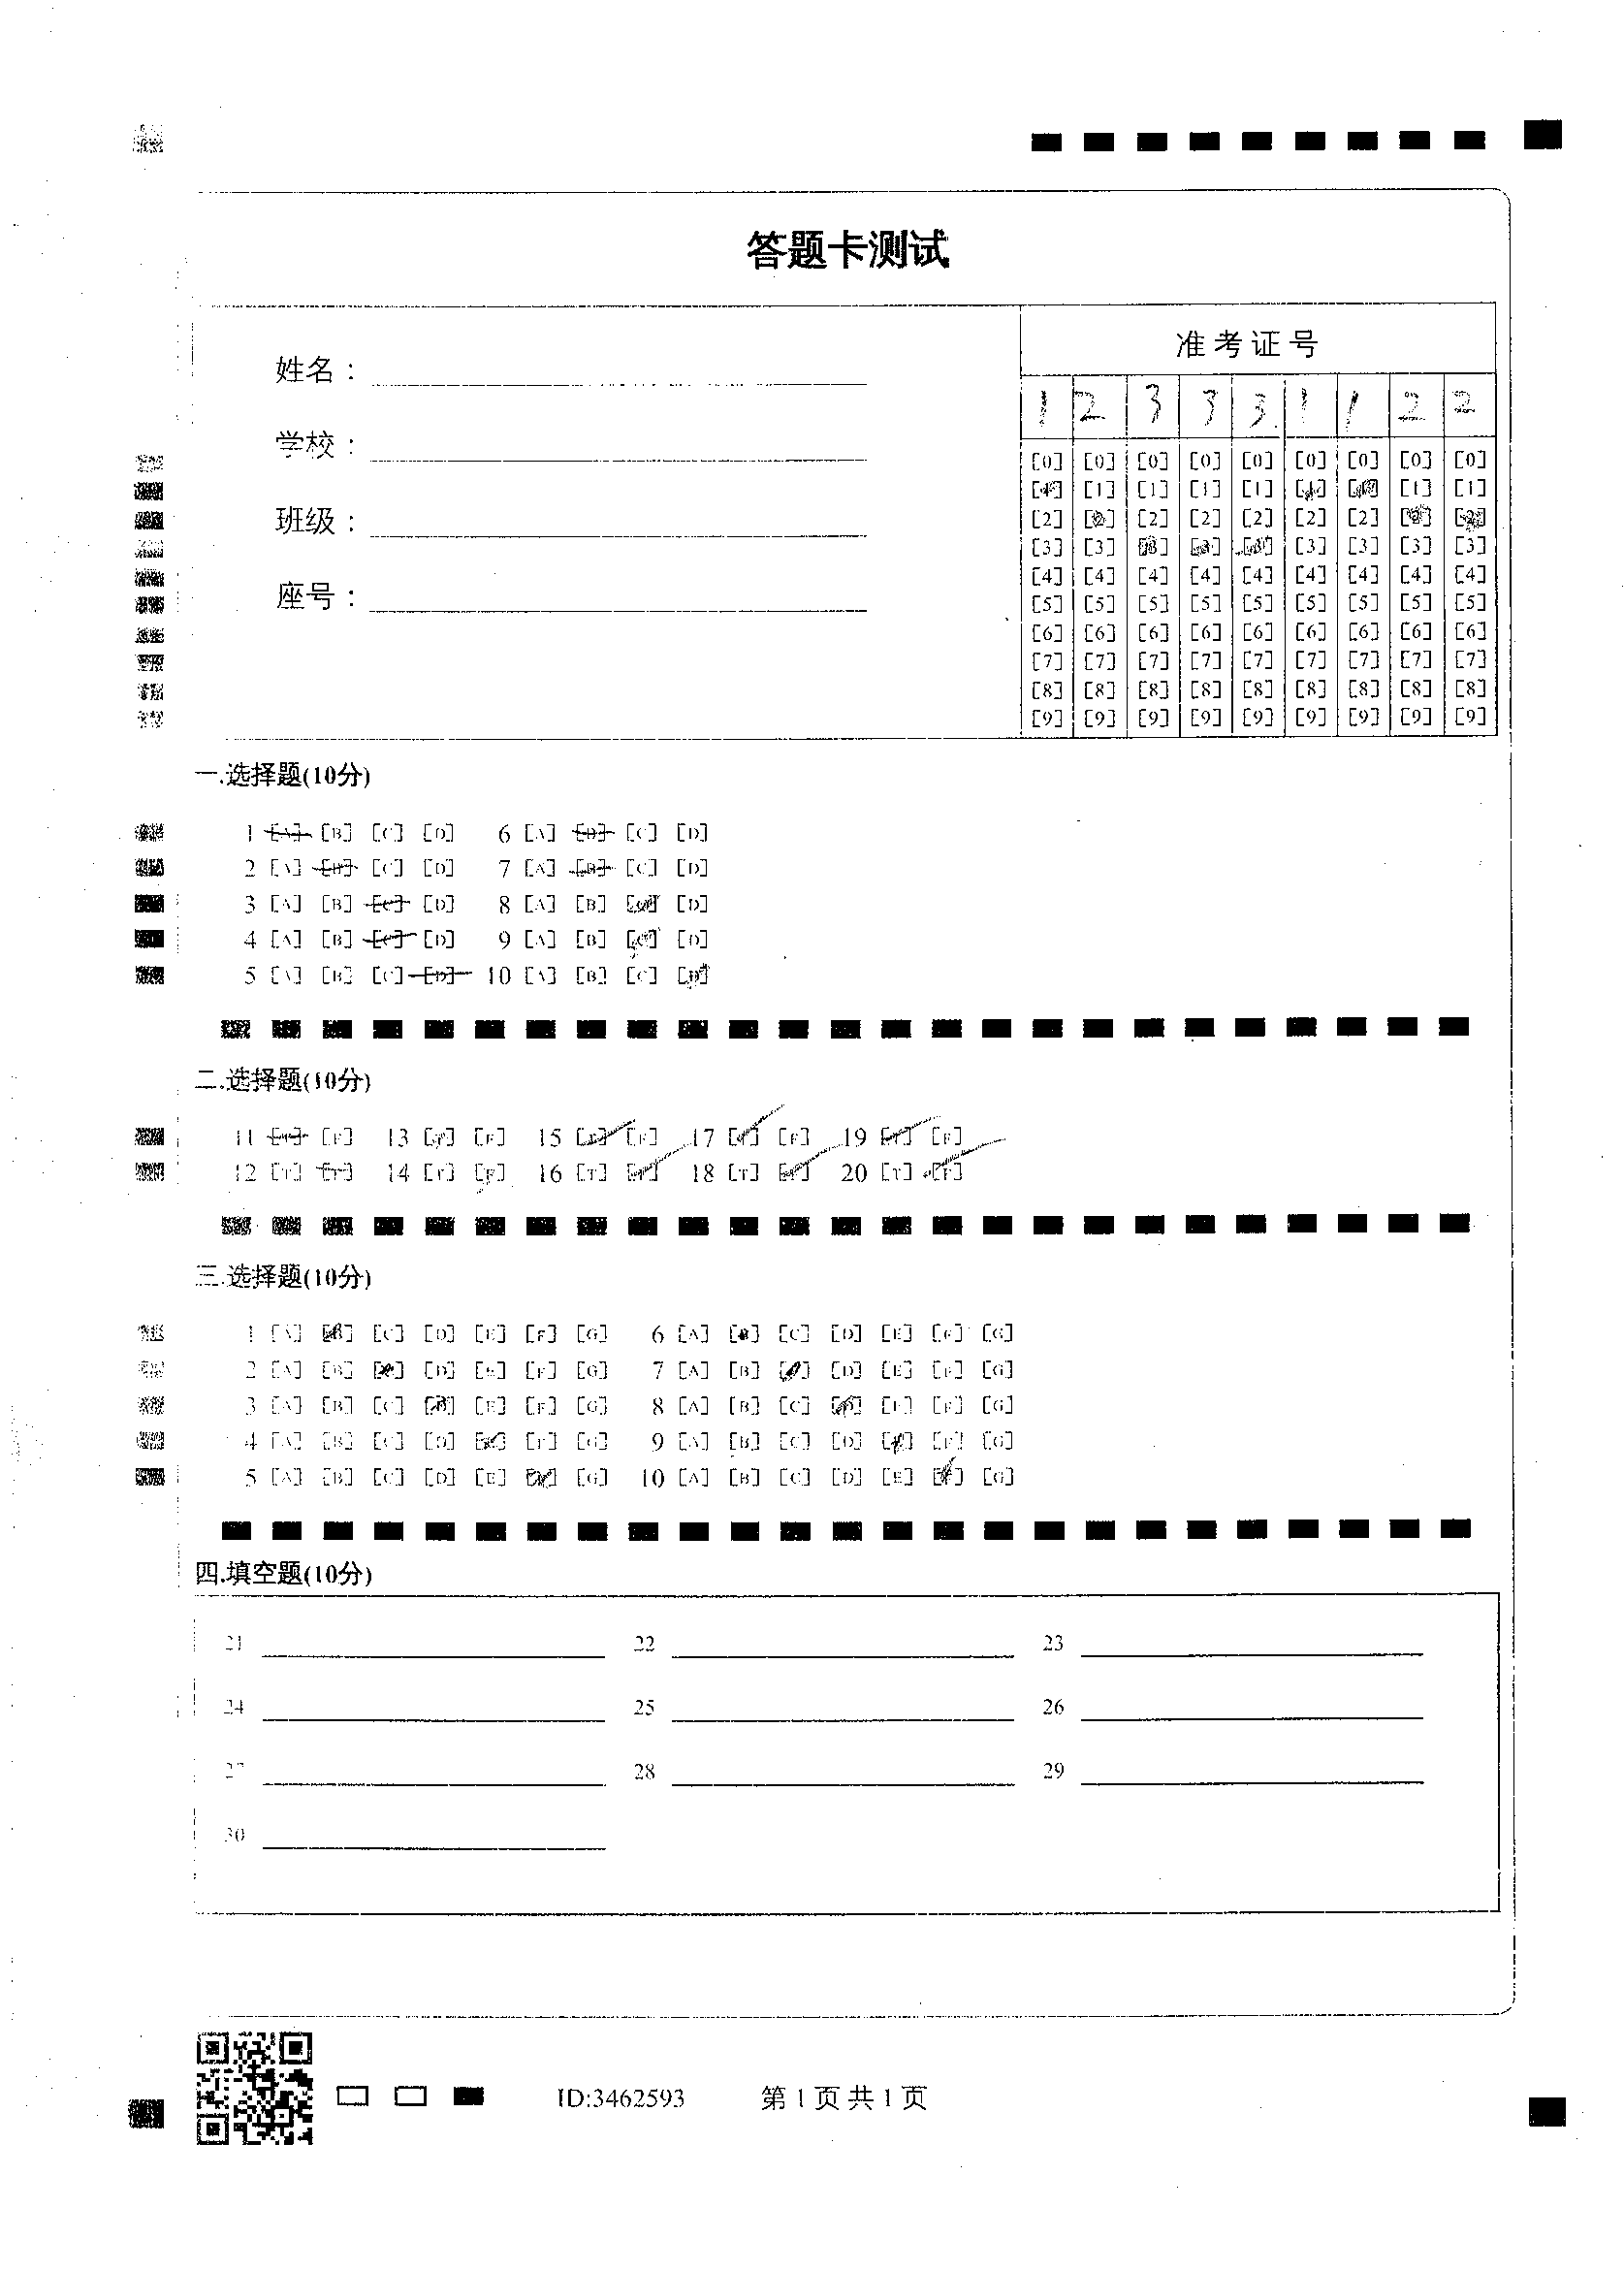 答题卡测试
准考证号
姓名：
1 2 3 3 3 1 1 2 2
学校：
[0] [0] [0] [0] [0] [0] [0] [0] [0]
[1] [1] [1] [1] [1] [1] [1] [1] [1]
班级：
[2] [2] [2] [2] [2] [2] [2] [2] [2]
[3] [3] [3] [3] [3] [3] [3] [3] [3]
[4] [4] [4] [4] [4] [4] [4] [4] [4]
座号：
[5] [5] [5] [5] [5] [5] [5] [5] [5]
[6] [6] [6] [6] [6] [6] [6] [6] [6]
[7] [7] [7] [7] [7] [7] [7] [7] [7]
[8] [8] [8] [8] [8] [8] [8] [8] [8]
[9] [9] [9] [9] [9] [9] [9] [9] [9]
一.选择题(10分)
1 [A] [B] [C] [D] 6 [A] [B] [C] [D]
2 [A] [B] [C] [D] 7 [A] [B] [C] [D]
3 [A] [B] [C] [D] 8 [A] [B] [C] [D]
4 [A] [B] [C] [D] 9 [A] [B] [C] [D]
5 [A] [B] [C] [D] 10 [A] [B] [C] [D]
二.选择题(10分)
11 [T] [F] 13 [T] [F] 15 [T] [F] 17 [T] [F] 19 [T] [F]
12 [T] [F] 14 [T] [F] 16 [T] [F] 18 [T] [F] 20 [T] [F]
三.选择题(10分)
1 [A] [B] [C] [D] [E] [F] [G] 6 [A] [B] [C] [D] [E] [F] [G]
2 [A] [B] [C] [D] [E] [F] [G] 7 [A] [B] [C] [D] [E] [F] [G]
3 [A] [B] [C] [D] [E] [F] [G] 8 [A] [B] [C] [D] [E] [F] [G]
4 [A] [B] [C] [D] [E] [F] [G] 9 [A] [B] [C] [D] [E] [F] [G]
5 [A] [B] [C] [D] [E] [F] [G] 10 [A] [B] [C] [D] [E] [F] [G]
四.填空题(10分)
21 22 23
24 25 26
27 28 29
30
ID:3462593 第1页共1页